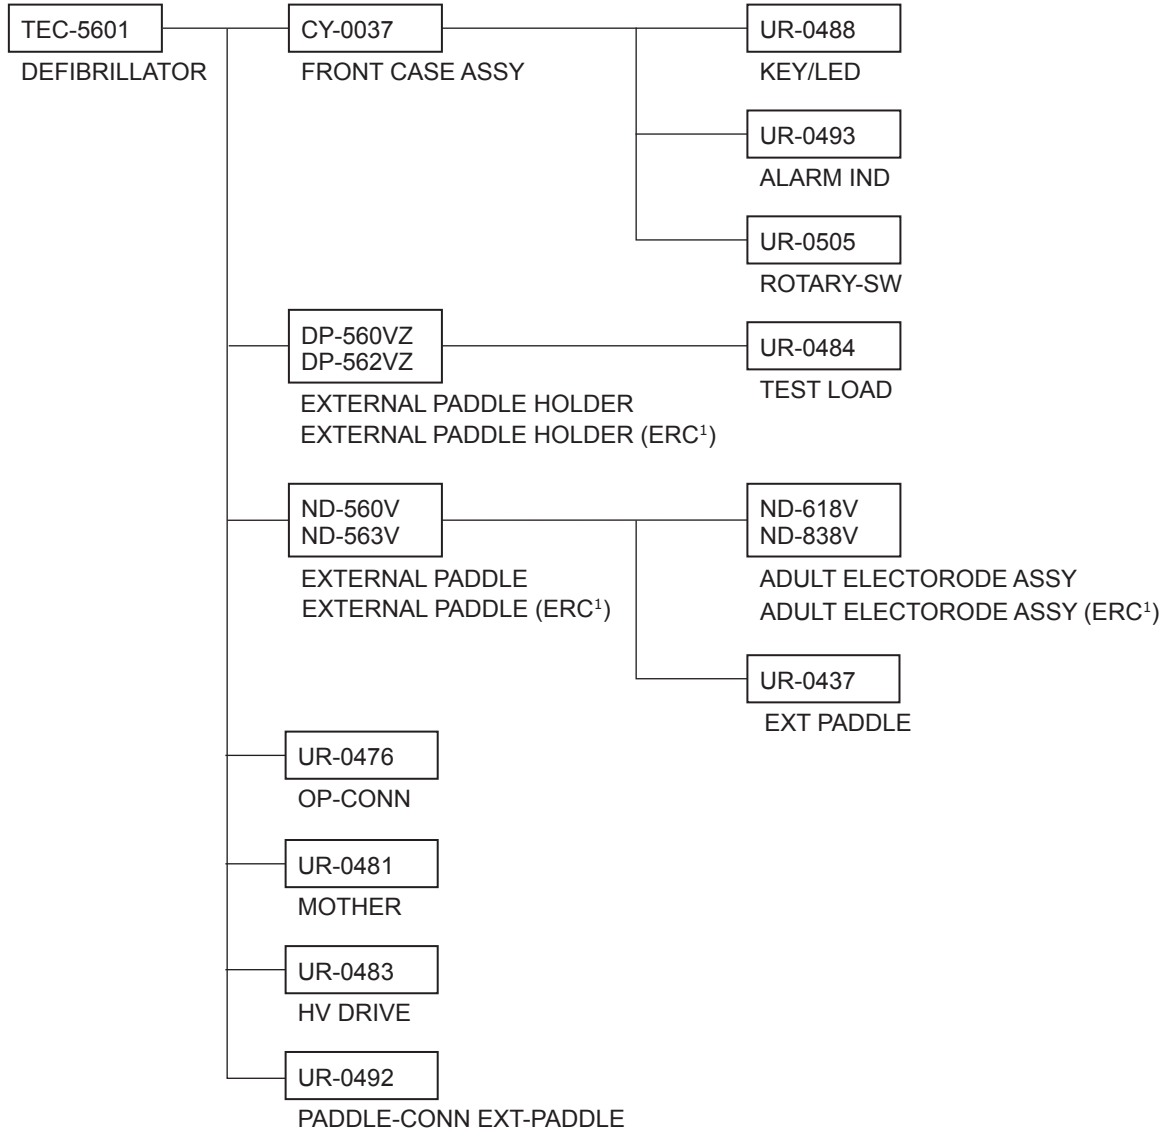 TEC-5601
DEFIBRILLATOR
CY-0037
FRONT CASE ASSY
UR-0488
KEY/LED
UR-0493
ALARM IND
UR-0505
ROTARY-SW
DP-560VZ
DP-562VZ
EXTERNAL PADDLE HOLDER
EXTERNAL PADDLE HOLDER (ERC¹)
UR-0484
TEST LOAD
ND-560V
ND-563V
EXTERNAL PADDLE
EXTERNAL PADDLE (ERC¹)
ND-618V
ND-838V
ADULT ELECTORODE ASSY
ADULT ELECTORODE ASSY (ERC¹)
UR-0437
EXT PADDLE
UR-0476
OP-CONN
UR-0481
MOTHER
UR-0483
HV DRIVE
UR-0492
PADDLE-CONN EXT-PADDLE